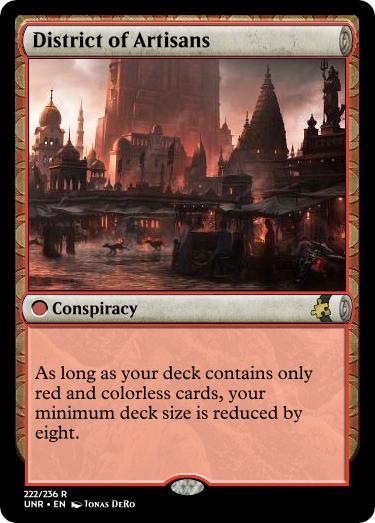 District of Artisans
Conspiracy
As long as your deck contains only
red and colorless cards, your
minimum deck size is reduced by
eight.
222/236 R
UNR • EN Jonas DeRo